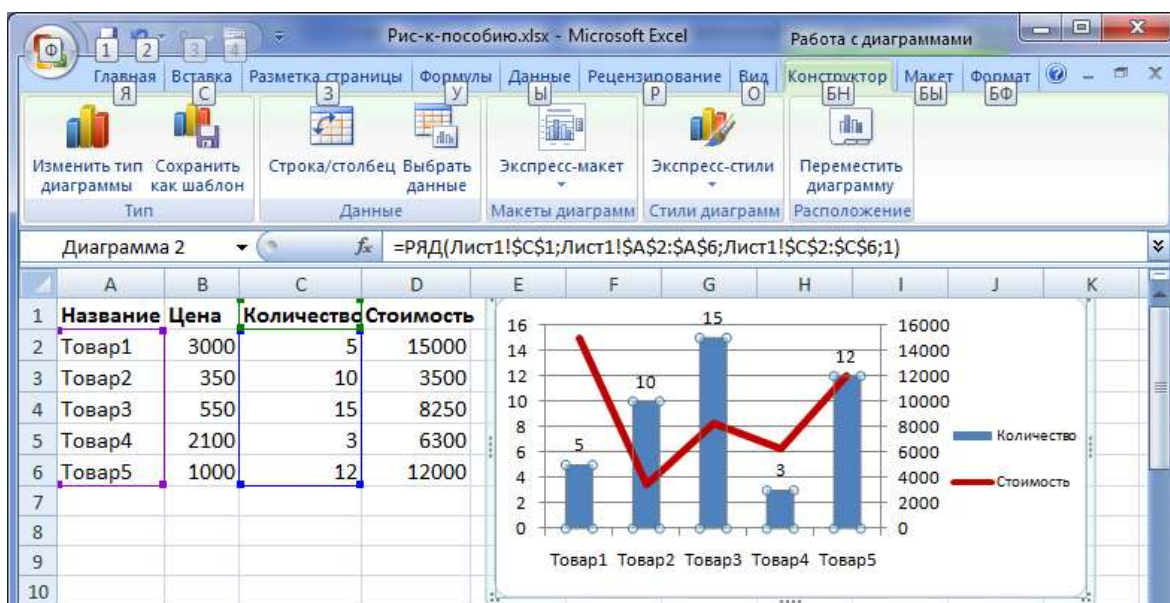 Рис-к-пособию.xlsx - Microsoft Excel
Работа с диаграммами
Ф 1 2 3 4
Главная Вставка Разметка страницы Формулы Данные Рецензирование Вид Конструктор Макет Формат
Я С З У Ы Р О БН БЫ БФ
Изменить тип диаграммы
Сохранить как шаблон
Строка/столбец
Выбрать данные
Экспресс-макет
Экспресс-стили
Переместить диаграмму
Тип Данные Макеты диаграмм Стили диаграмм Расположение
Диаграмма 2 fx =РЯД(Лист1!$C$1;Лист1!$A$2:$A$6;Лист1!$C$2:$C$6;1)
A B C D E F G H I J K
1 Название Цена Количество Стоимость
2 Товар1 3000 5 15000
3 Товар2 350 10 3500
4 Товар3 550 15 8250
5 Товар4 2100 3 6300
6 Товар5 1000 12 12000
7
8
9
10
16
14
12
10
8
6
4
2
0
5 10 15 3 12
16000
14000
12000
10000
8000
6000
4000
2000
0
Товар1 Товар2 Товар3 Товар4 Товар5
Количество
Стоимость